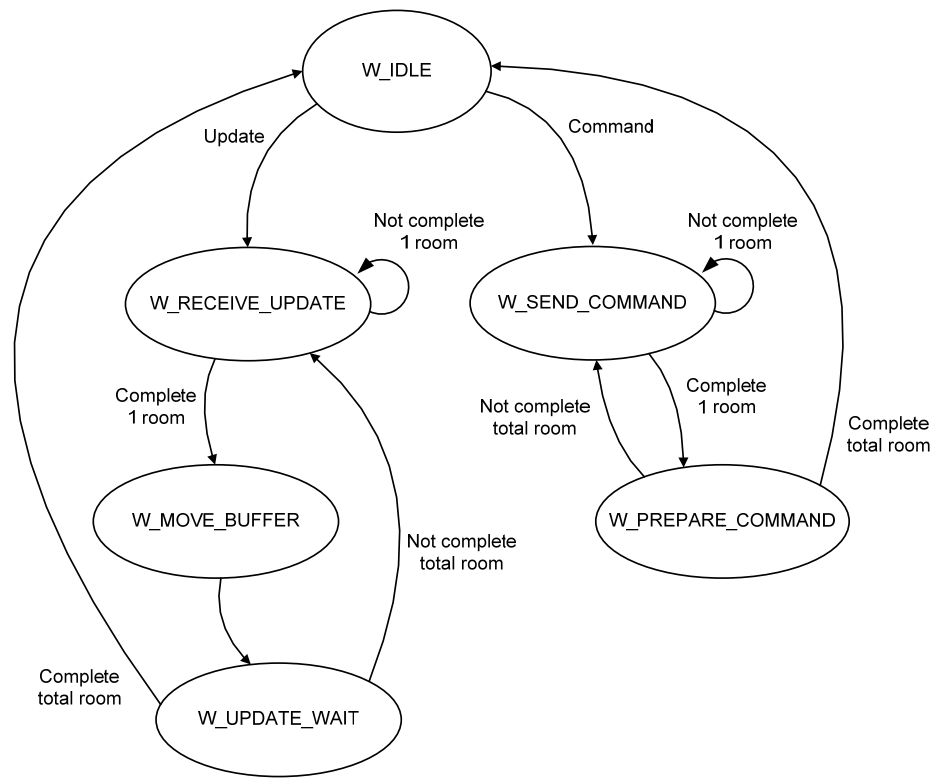 W_IDLE
Update
Command
Not complete
1 room
Not complete
1 room
W_RECEIVE_UPDATE
W_SEND_COMMAND
Complete
1 room
Not complete
total room
Complete
1 room
Complete
total room
W_MOVE_BUFFER
W_PREPARE_COMMAND
Not complete
total room
Complete
total room
W_UPDATE_WAIT